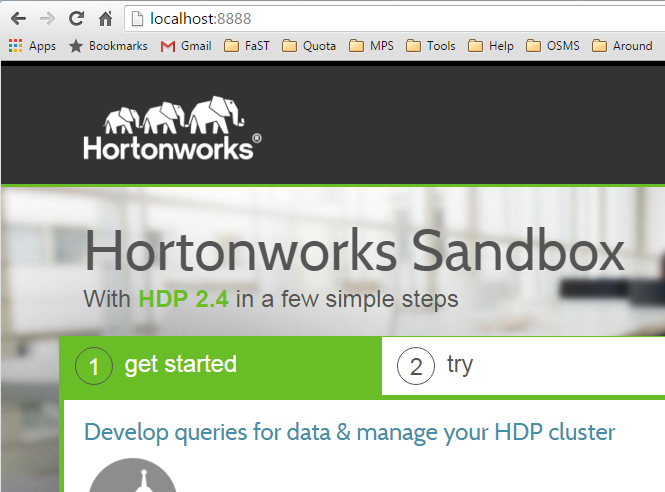 localhost:8888
Apps Bookmarks Gmail FaST Quota MPS Tools Help OSMS Around
Hortonworks®
Hortonworks Sandbox
With HDP 2.4 in a few simple steps
1 get started 2 try
Develop queries for data & manage your HDP cluster